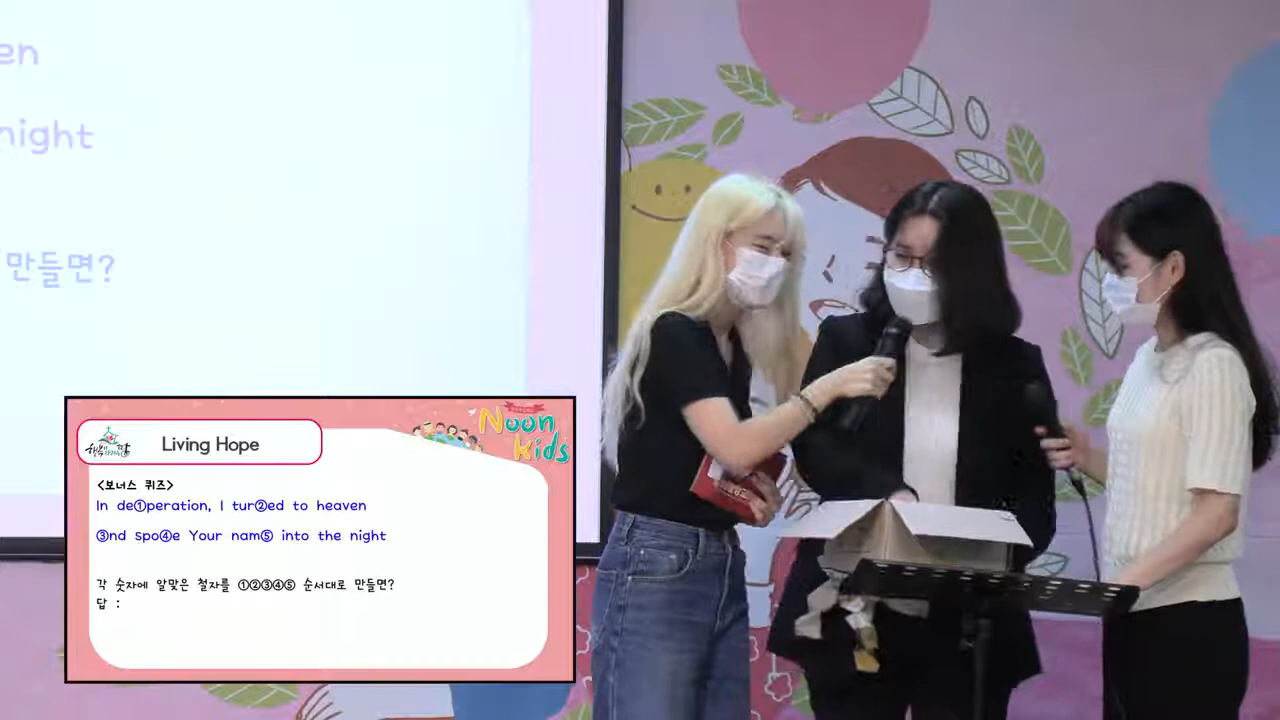 en
night
만들면?
Living Hope
Noon
Kids
<보너스 퀴즈>
In de①peration, I tur②ed to heaven
③nd spo④e Your nam⑤ into the night
각 숫자에 알맞은 철자를 ①②③④⑤ 순서대로 만들면?
답 :